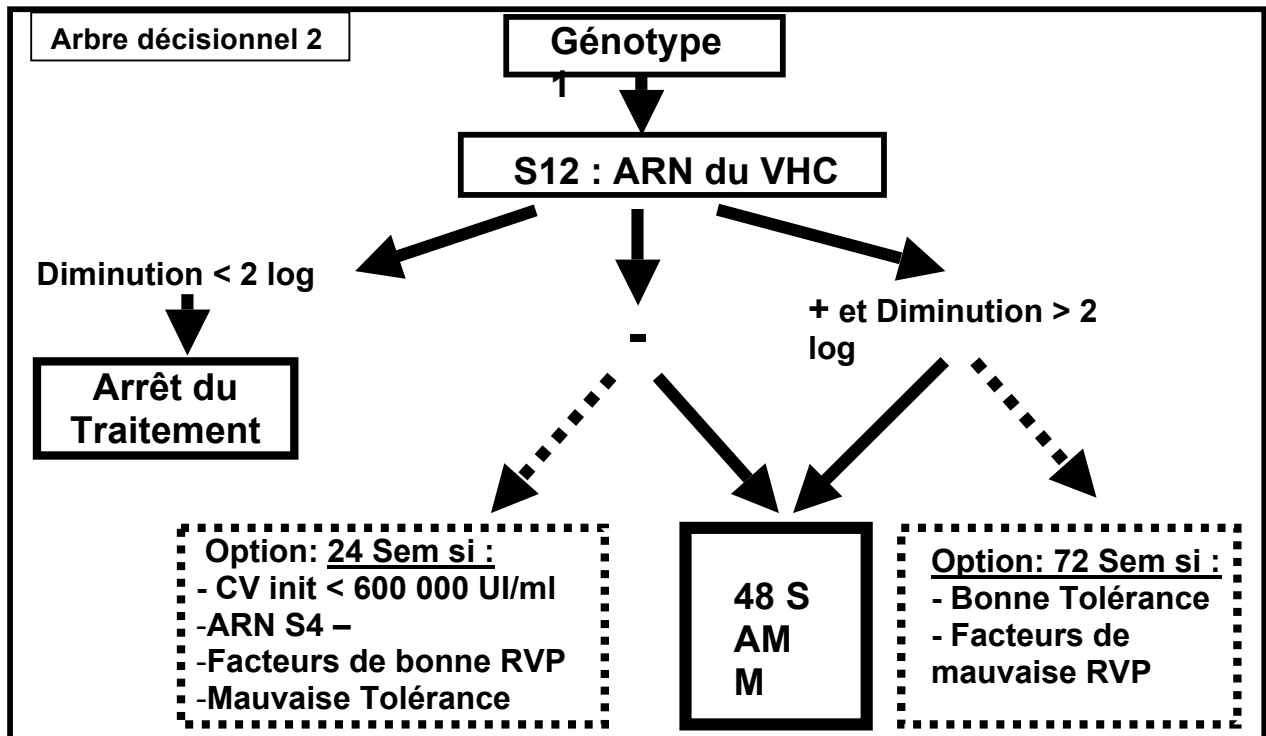 Arbre décisionnel 2
Génotype
1
S12 : ARN du VHC
Diminution < 2 log
-
+ et Diminution > 2
log
Arrêt du
Traitement
Option: 24 Sem si :
- CV init < 600 000 UI/ml
-ARN S4 –
-Facteurs de bonne RVP
-Mauvaise Tolérance
48 S
AM
M
Option: 72 Sem si :
- Bonne Tolérance
- Facteurs de
mauvaise RVP